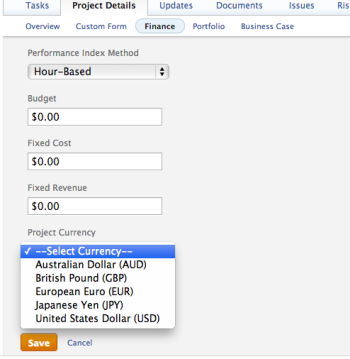 Tasks Project Details Updates Documents Issues Ris
Overview Custom Form Finance Portfolio Business Case
Performance Index Method
Hour-Based
Budget
$0.00
Fixed Cost
$0.00
Fixed Revenue
$0.00
Project Currency
✓ --Select Currency--
Australian Dollar (AUD)
British Pound (GBP)
European Euro (EUR)
Japanese Yen (JPY)
United States Dollar (USD)
Save Cancel